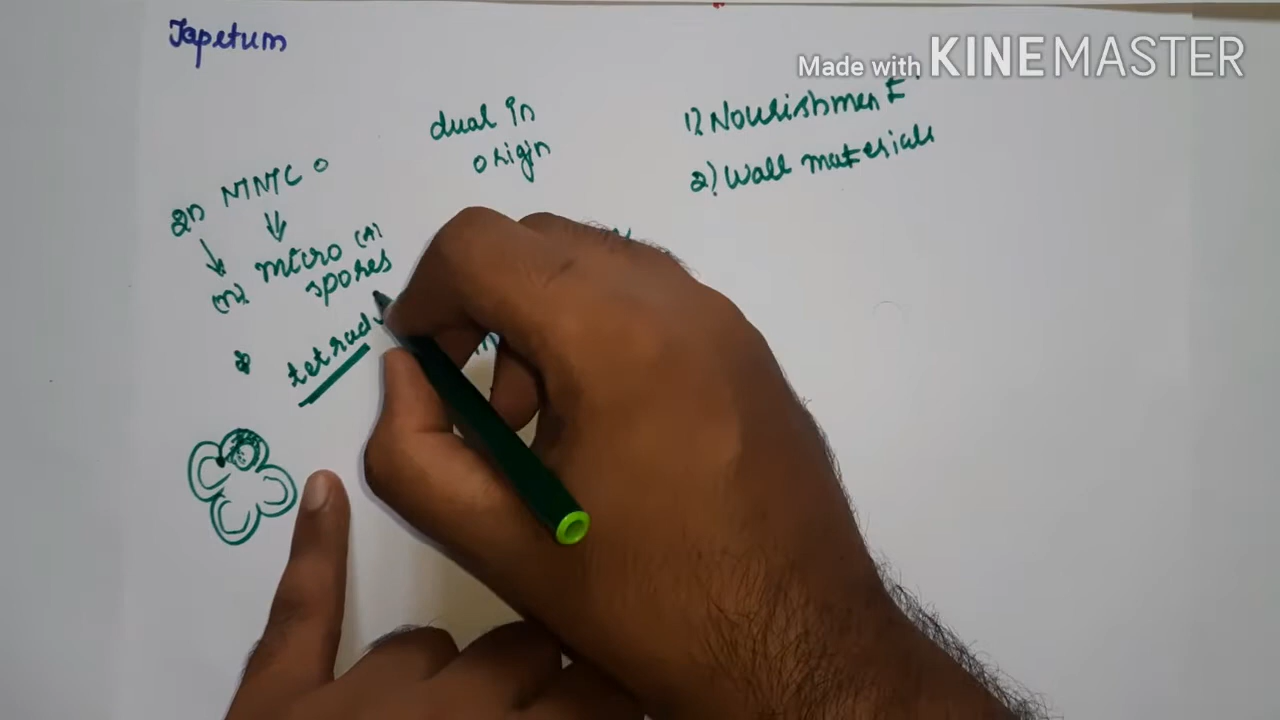 Tapetum
Made with KINEMASTER
dual in
origin
1) Nourishment
2) Wall materials
2n MMC
micro (n)
spores
(n)
tetrad